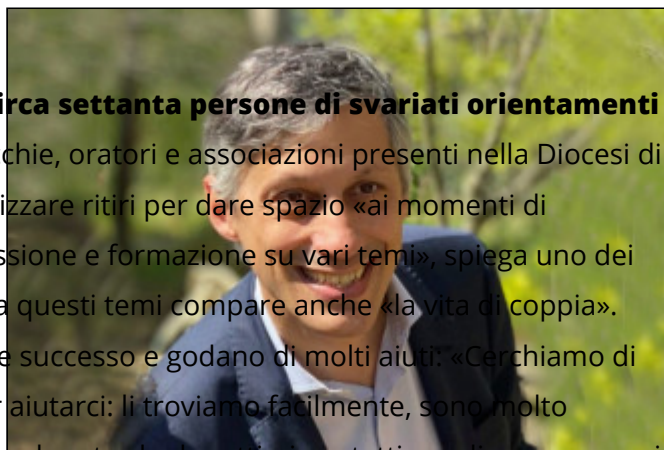 irca settanta persone di svariati orientamenti
chie, oratori e associazioni presenti nella Diocesi di
izzare ritiri per dare spazio «ai momenti di
ssione e formazione su vari temi», spiega uno dei
a questi temi compare anche «la vita di coppia».
e successo e godano di molti aiuti: «Cerchiamo di
r aiutarci: li troviamo facilmente, sono molto